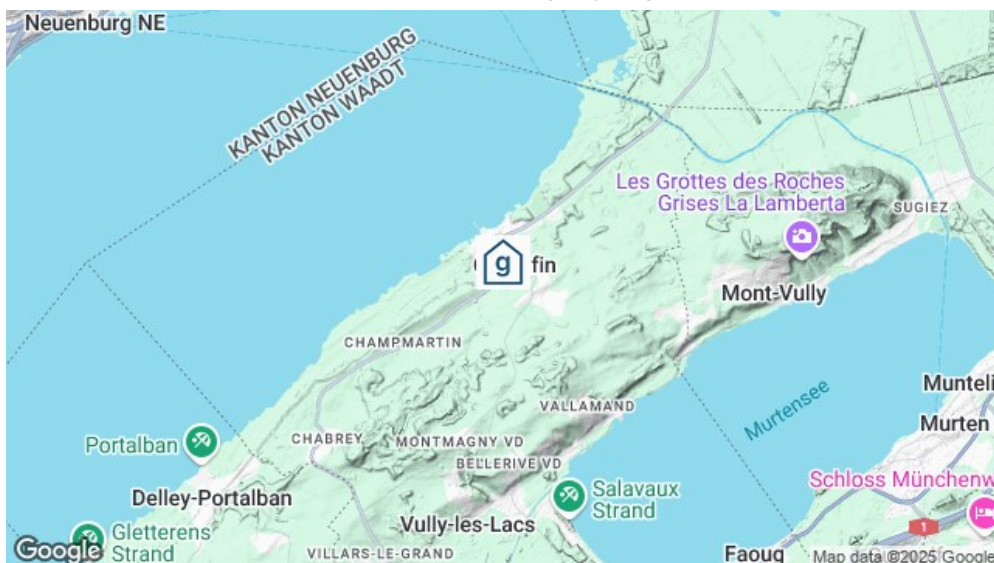 Neuenburg NE
KANTON NEUENBURG
KANTON WAADT
Les Grottes des Roches
Grises La Lamberta
SUGIEZ
g
fin
Mont-Vully
CHAMPMARTIN
Munteli
VALLAMAND
Murtensee
Murten
Portalban
CHABREY
MONTMAGNY VD
BELLERIVE VD
Schloss Münchenw
Delley-Portalban
Salavaux
Strand
Vully-les-Lacs
1
Gletterens
Strand
Google
VILLARS-LE-GRAND
Faoug
Map data ©2025 Google